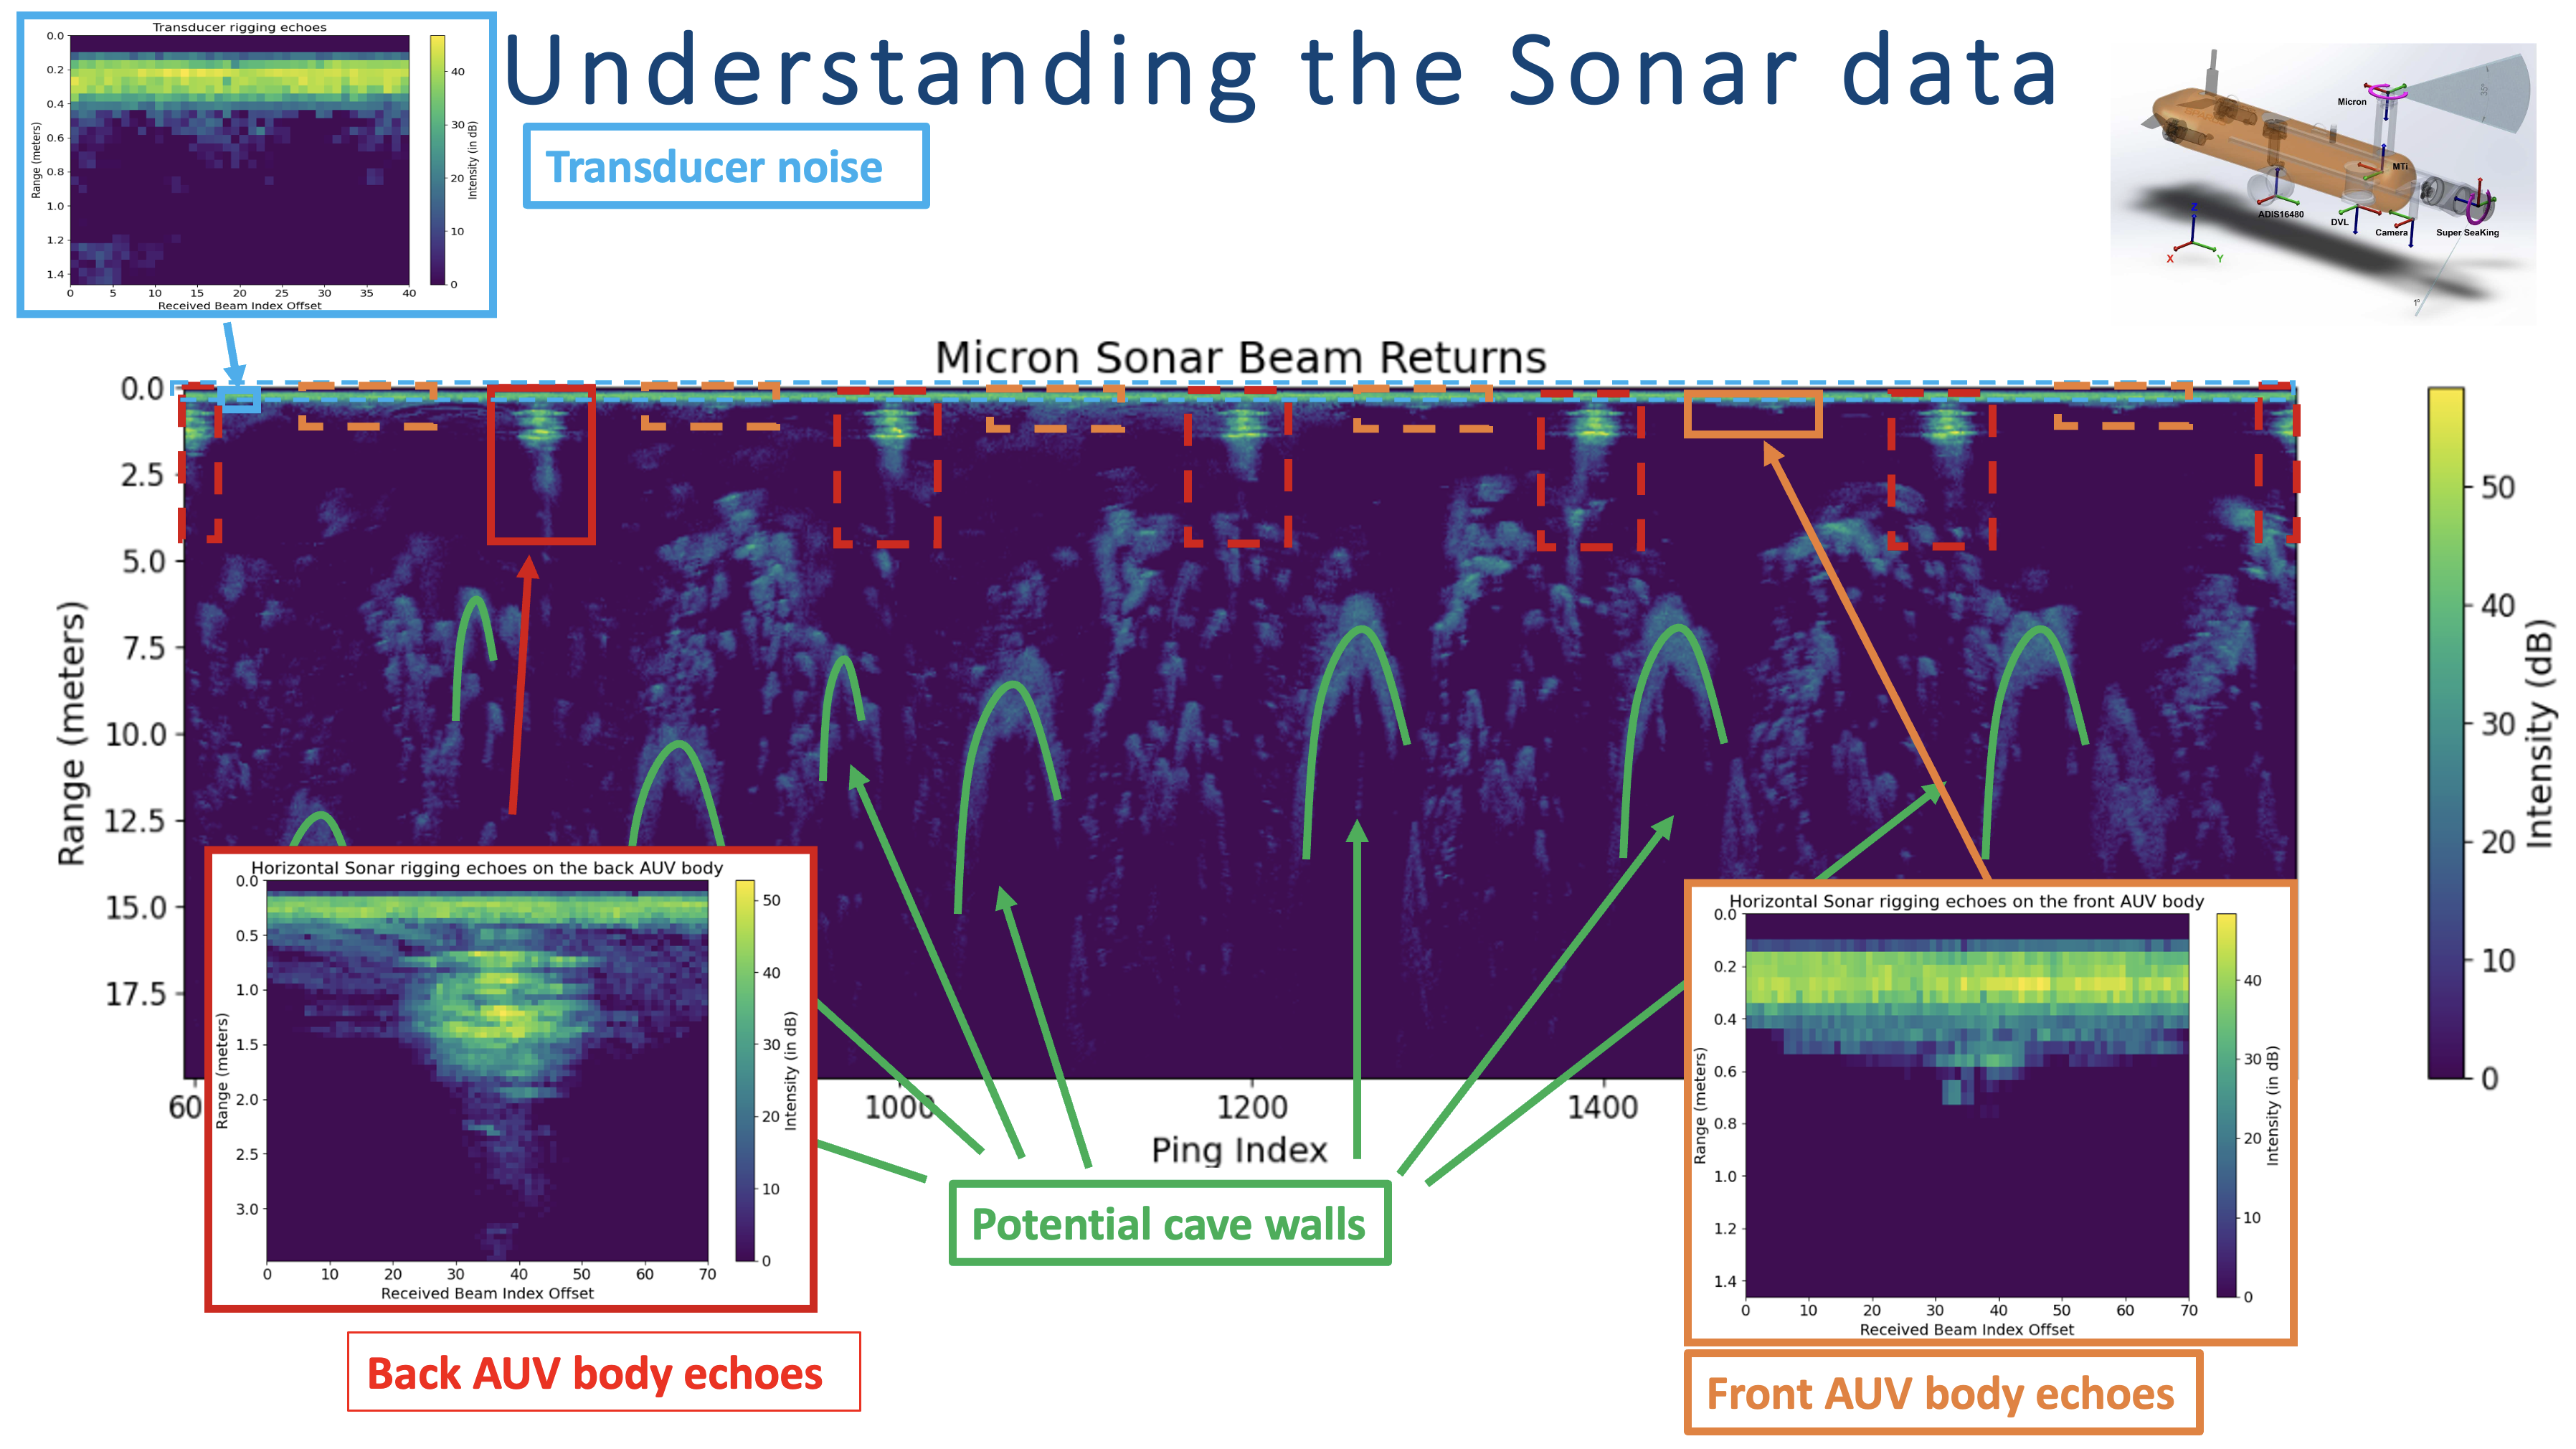 Understanding the Sonar data
Transducer rigging echoes
0.0
0.2
0.4
0.6
0.8
1.0
1.2
1.4
Range (meters)
0 5 10 15 20 25 30 35 40
Received Beam Index Offset
40
30
20
10
0
Intensity (in dB)
Transducer noise
Micron
35°
MTi
ADIS16480
DVL
Camera
Super SeaKing
Z
X
Y
1°
Micron Sonar Beam Returns
0.0
2.5
5.0
7.5
10.0
12.5
15.0
17.5
Range (meters)
60 1000 1200 1400
Ping Index
50
40
30
20
10
0
Intensity (dB)
Horizontal Sonar rigging echoes on the back AUV body
0.0
0.5
1.0
1.5
2.0
2.5
3.0
Range (meters)
0 10 20 30 40 50 60 70
Received Beam Index Offset
50
40
30
20
10
0
Intensity (in dB)
Back AUV body echoes
Potential cave walls
Horizontal Sonar rigging echoes on the front AUV body
0.0
0.2
0.4
0.6
0.8
1.0
1.2
1.4
Range (meters)
0 10 20 30 40 50 60 70
Received Beam Index Offset
40
30
20
10
0
Intensity (in dB)
Front AUV body echoes